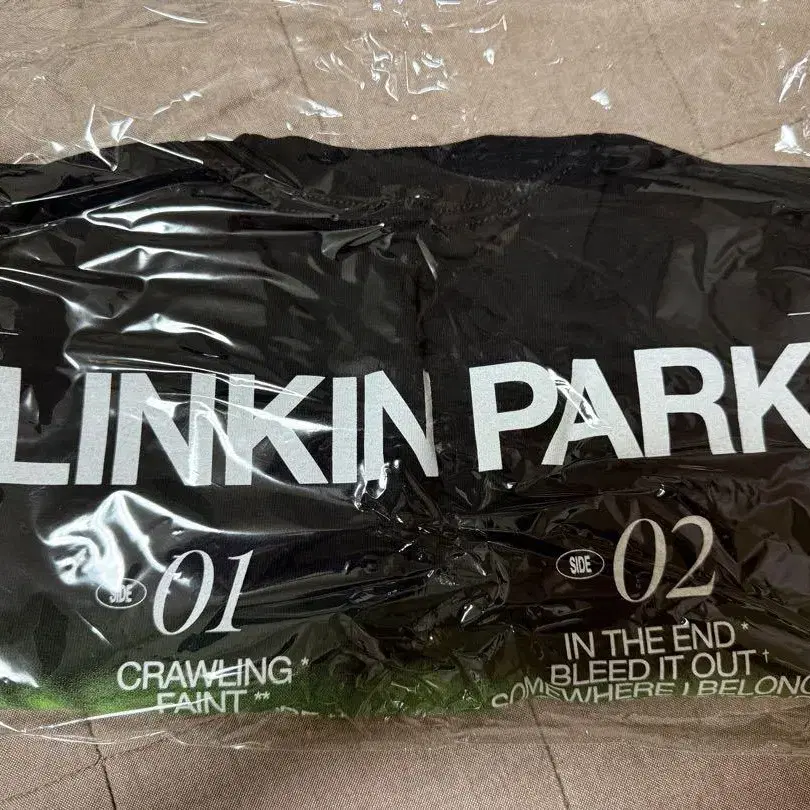 LINKIN PARK
SIDE 01
CRAWLING *
FAINT **
SIDE 02
IN THE END *
BLEED IT OUT †
SOMEWHERE I BELONG